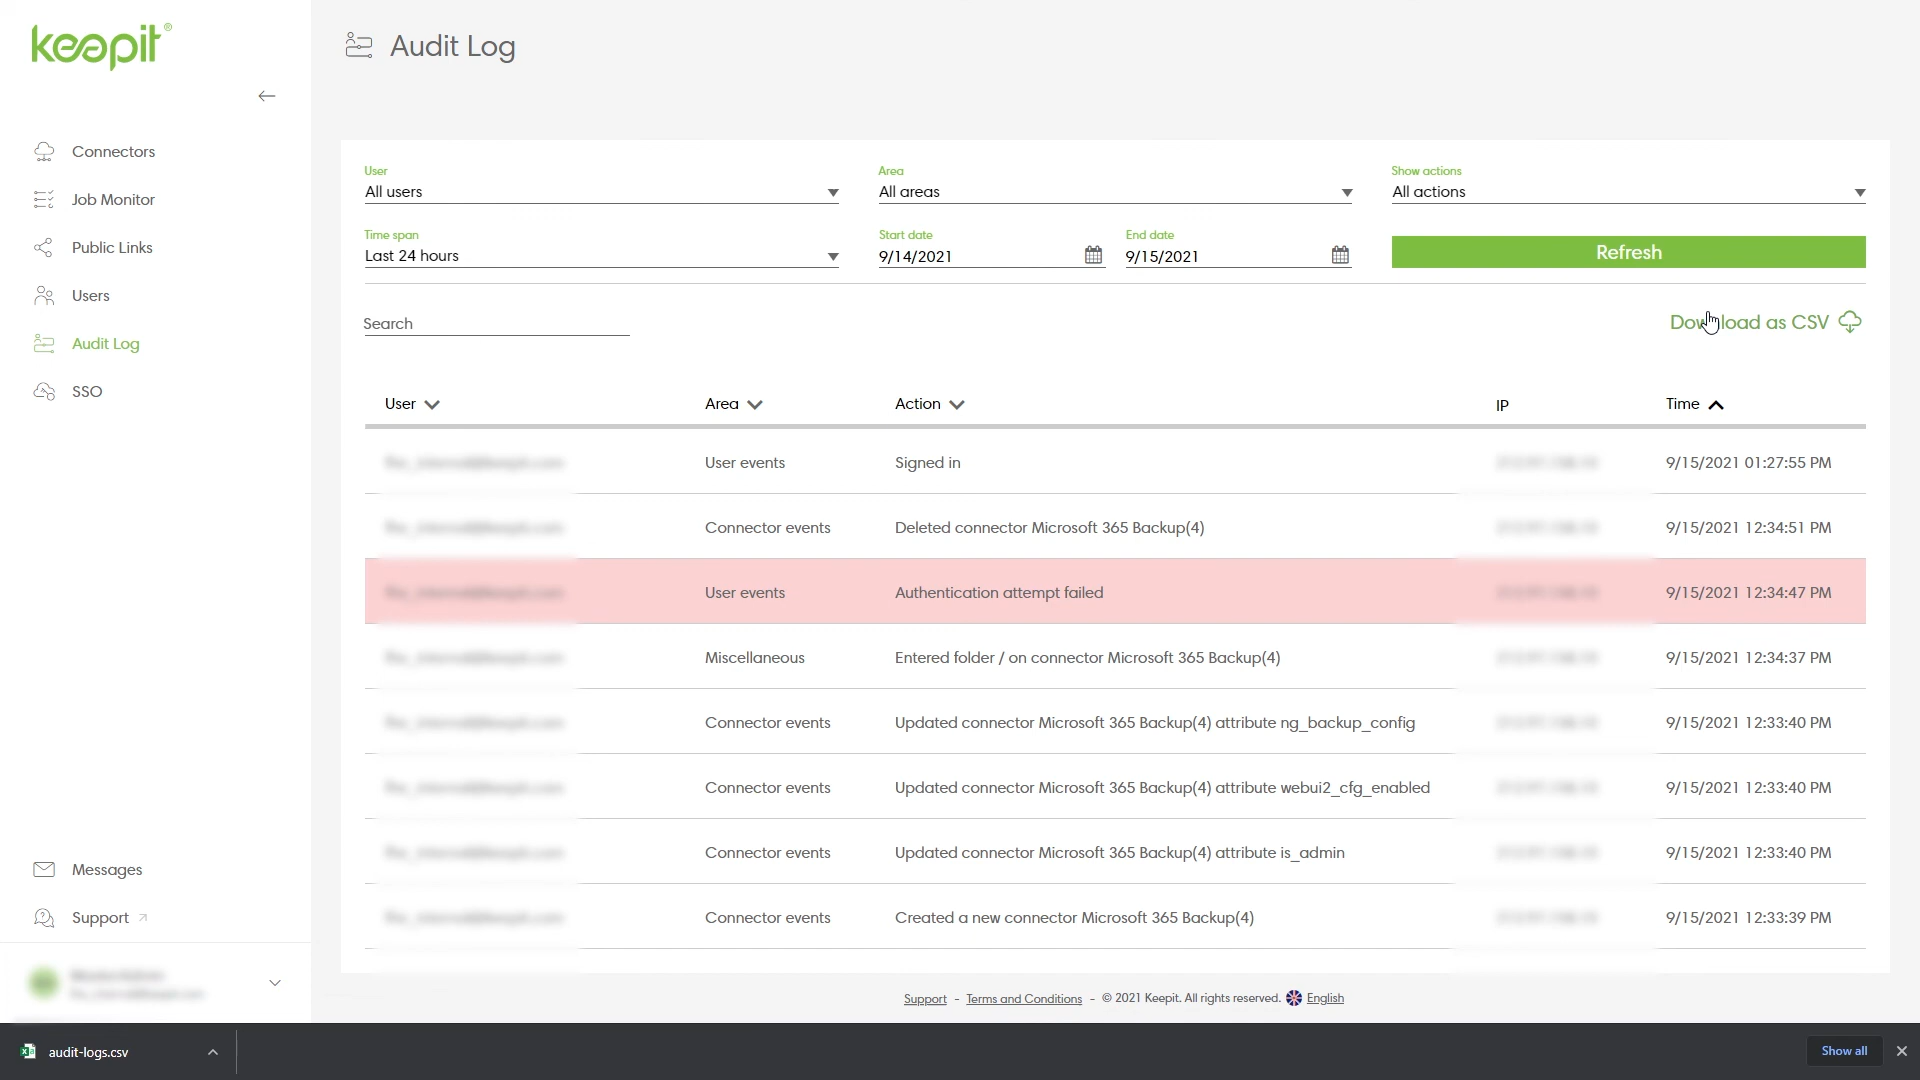 keepit®
Audit Log
Connectors
Job Monitor
Public Links
Users
Audit Log
SSO
Messages
Support
User
All users
Area
All areas
Show actions
All actions
Time span
Last 24 hours
Start date
9/14/2021
End date
9/15/2021
Refresh
Search
Download as CSV
User Area Action IP Time
User events Signed in 9/15/2021 01:27:55 PM
Connector events Deleted connector Microsoft 365 Backup(4) 9/15/2021 12:34:51 PM
User events Authentication attempt failed 9/15/2021 12:34:47 PM
Miscellaneous Entered folder / on connector Microsoft 365 Backup(4) 9/15/2021 12:34:37 PM
Connector events Updated connector Microsoft 365 Backup(4) attribute ng_backup_config 9/15/2021 12:33:40 PM
Connector events Updated connector Microsoft 365 Backup(4) attribute webui2_cfg_enabled 9/15/2021 12:33:40 PM
Connector events Updated connector Microsoft 365 Backup(4) attribute is_admin 9/15/2021 12:33:40 PM
Connector events Created a new connector Microsoft 365 Backup(4) 9/15/2021 12:33:39 PM
Support - Terms and Conditions - © 2021 Keepit. All rights reserved. English
audit-logs.csv
Show all